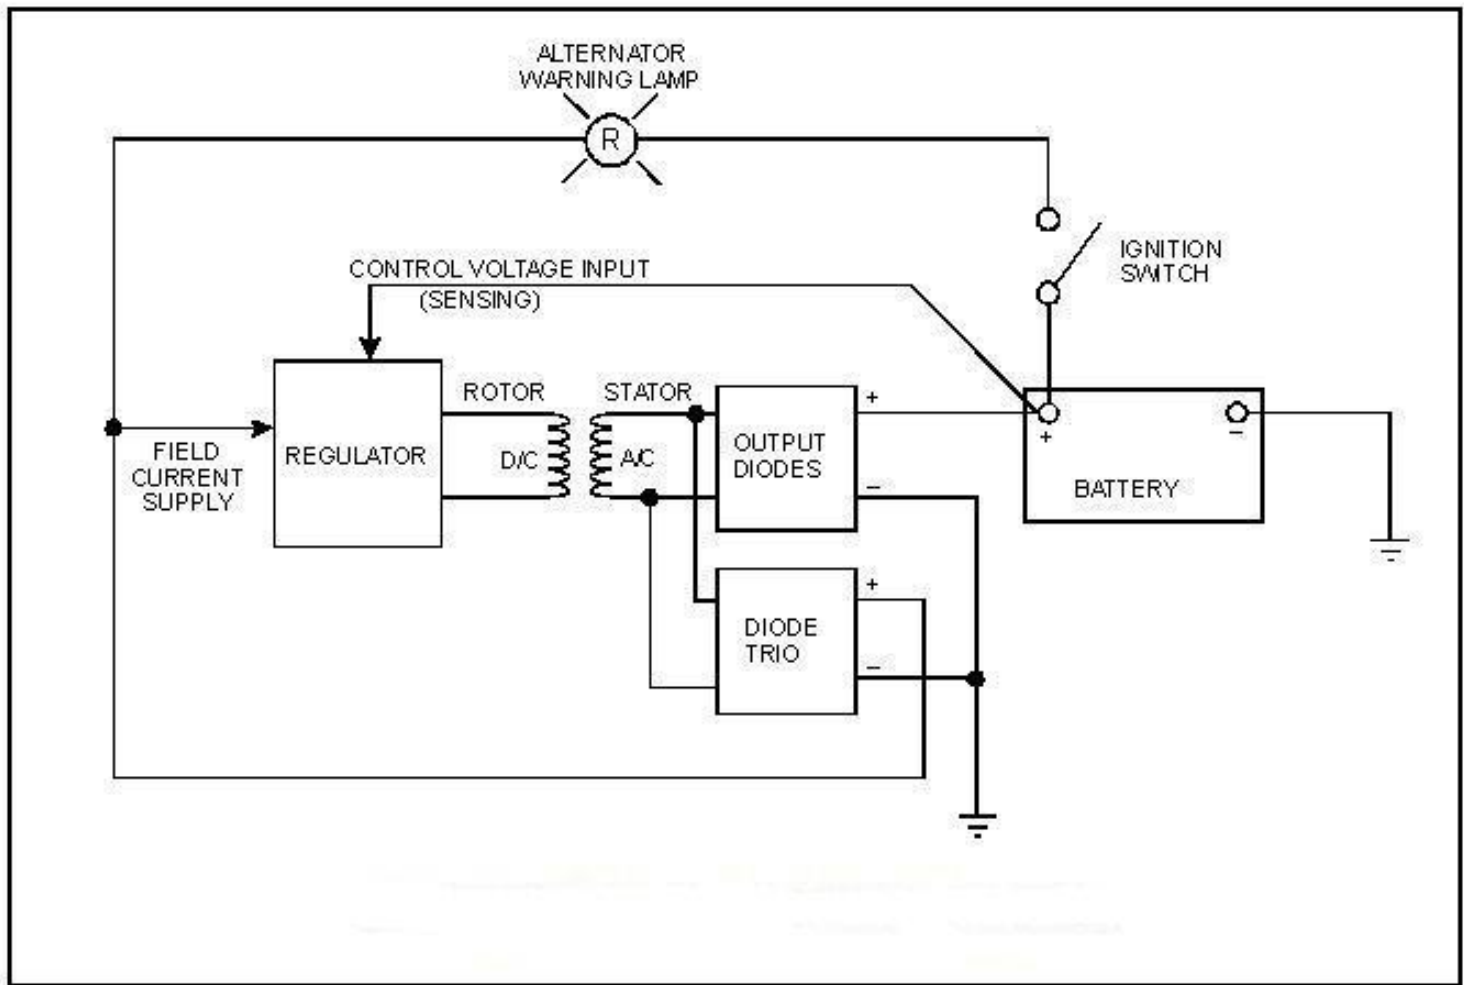 ALTERNATOR
WARNING LAMP
R
IGNITION
SWITCH
CONTROL VOLTAGE INPUT
(SENSING)
ROTOR
STATOR
+
+
-
FIELD
CURRENT
SUPPLY
REGULATOR
D/C
A/C
OUTPUT
DIODES
-
BATTERY
+
DIODE
TRIO
-